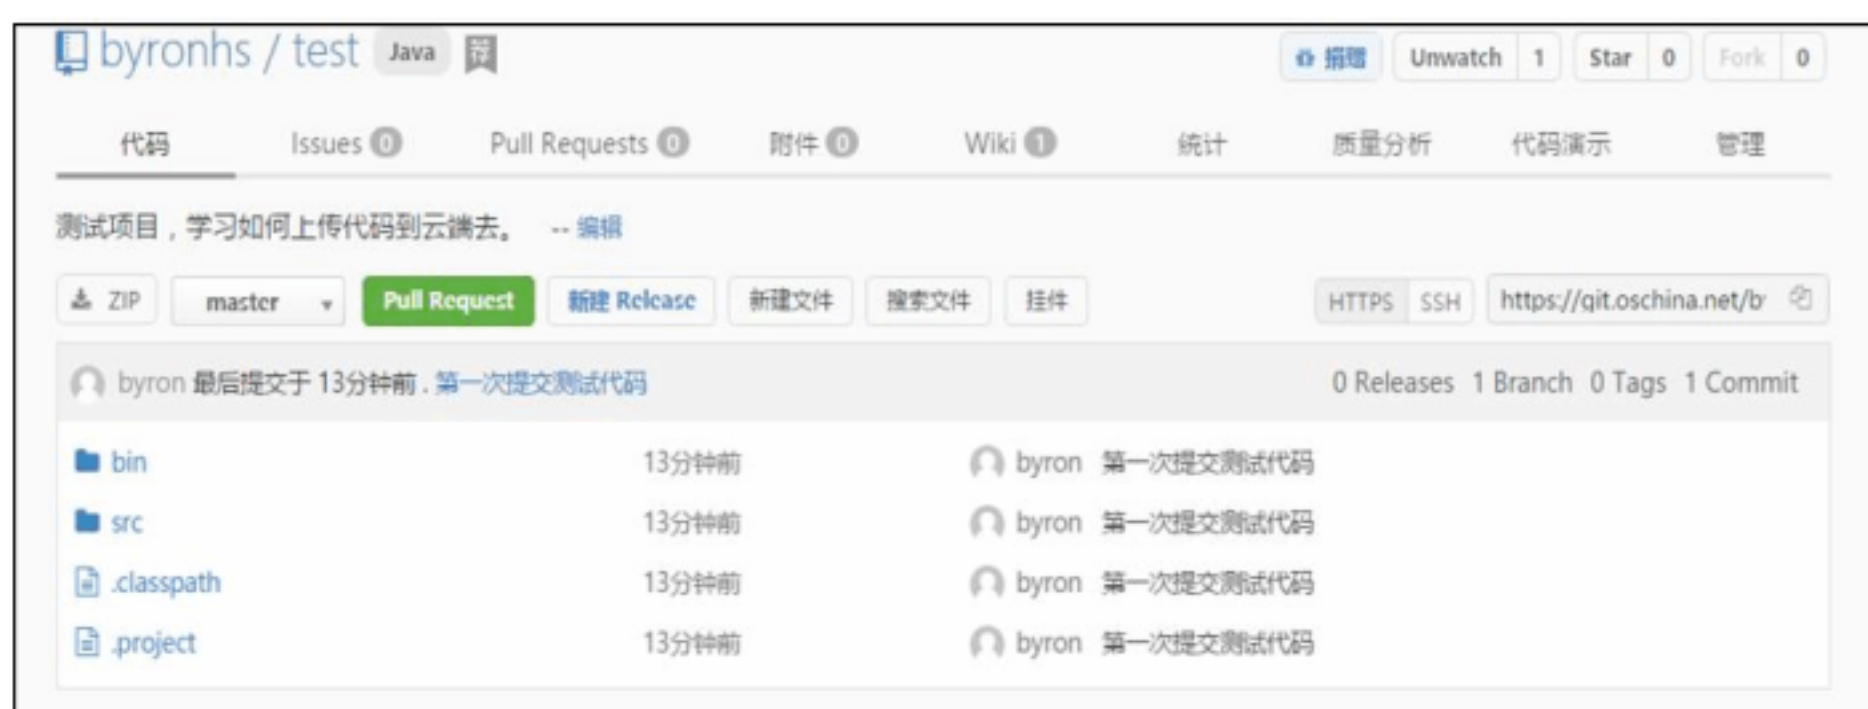 byronhs / test Java 荐 捐赠 Unwatch 1 Star 0 Fork 0
代码 Issues 0 Pull Requests 0 附件 0 Wiki 1 统计 质量分析 代码演示 管理
测试项目，学习如何上传代码到云端去。 -- 编辑
ZIP master Pull Request 新建 Release 新建文件 搜索文件 挂件 HTTPS SSH https://git.oschina.net/b
byron 最后提交于 13分钟前 . 第一次提交测试代码 0 Releases 1 Branch 0 Tags 1 Commit
bin 13分钟前 byron 第一次提交测试代码
src 13分钟前 byron 第一次提交测试代码
.classpath 13分钟前 byron 第一次提交测试代码
.project 13分钟前 byron 第一次提交测试代码